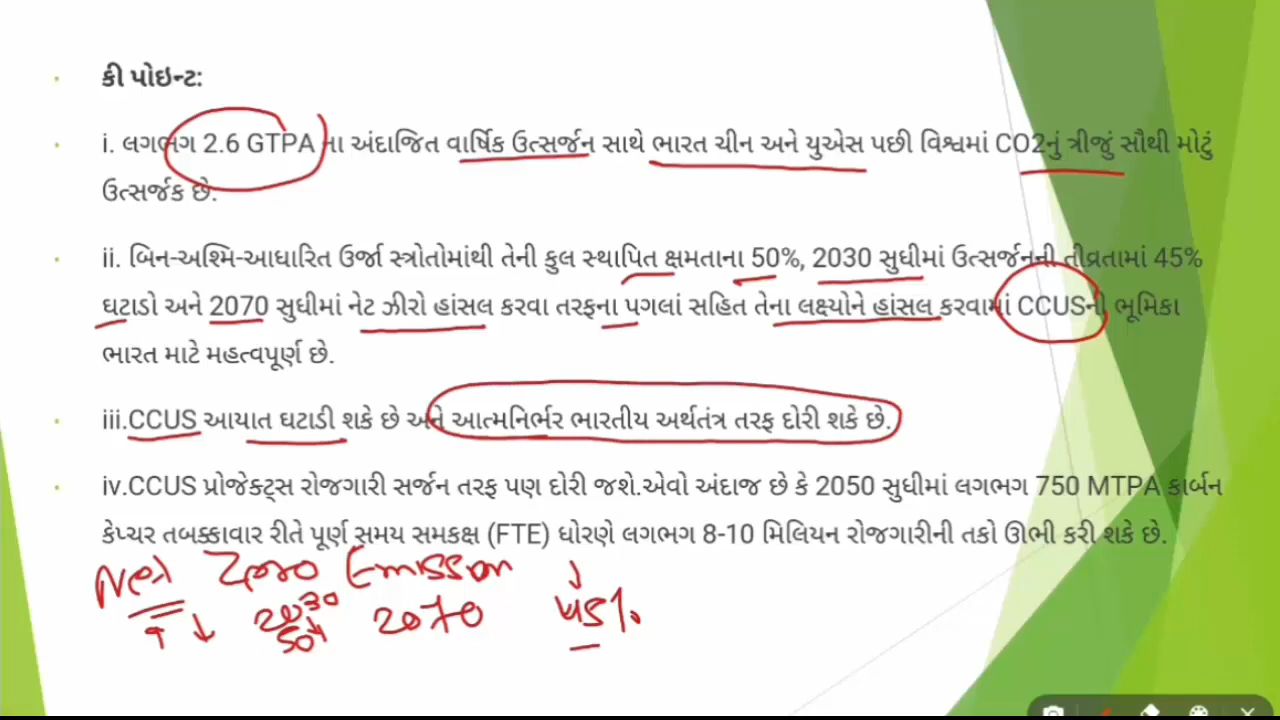 કી પોઇન્ટ:
i. લગભગ 2.6 GTPA ના અંદાજિત વાર્ષિક ઉત્સર્જન સાથે ભારત ચીન અને યુએસ પછી વિશ્વમાં CO2નું ત્રીજું સૌથી મોટું
ઉત્સર્જક છે.
ii. બિન-અશ્મિ-આધારિત ઉર્જા સ્ત્રોતોમાંથી તેની કુલ સ્થાપિત ક્ષમતાના 50%, 2030 સુધીમાં ઉત્સર્જનની તીવ્રતામાં 45%
ઘટાડો અને 2070 સુધીમાં નેટ ઝીરો હાંસલ કરવા તરફના પગલાં સહિત તેના લક્ષ્યોને હાંસલ કરવામાં CCUSની ભૂમિકા
ભારત માટે મહત્વપૂર્ણ છે.
iii.CCUS આયાત ઘટાડી શકે છે અને આત્મનિર્ભર ભારતીય અર્થતંત્ર તરફ દોરી શકે છે.
iv.CCUS પ્રોજેક્ટ્સ રોજગારી સર્જન તરફ પણ દોરી જશે.એવો અંદાજ છે કે 2050 સુધીમાં લગભગ 750 MTPA કાર્બન
કેપ્ચર તબક્કાવાર રીતે પૂર્ણ સમય સમકક્ષ (FTE) ધોરણે લગભગ 8-10 મિલિયન રોજગારીની તકો ઊભી કરી શકે છે.
Net Zero Emission
↑ ↓ 2030 2070 ૪૫%
50%